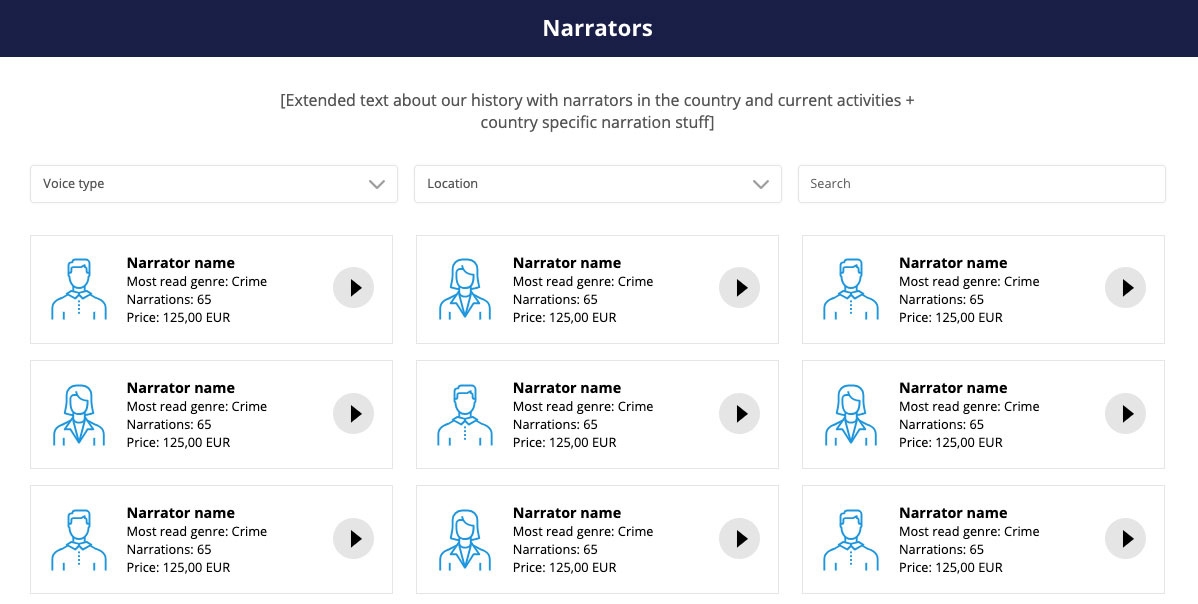 Narrators
[Extended text about our history with narrators in the country and current activities +
country specific narration stuff]
Voice type
Location
Search
Narrator name
Most read genre: Crime
Narrations: 65
Price: 125,00 EUR
Narrator name
Most read genre: Crime
Narrations: 65
Price: 125,00 EUR
Narrator name
Most read genre: Crime
Narrations: 65
Price: 125,00 EUR
Narrator name
Most read genre: Crime
Narrations: 65
Price: 125,00 EUR
Narrator name
Most read genre: Crime
Narrations: 65
Price: 125,00 EUR
Narrator name
Most read genre: Crime
Narrations: 65
Price: 125,00 EUR
Narrator name
Most read genre: Crime
Narrations: 65
Price: 125,00 EUR
Narrator name
Most read genre: Crime
Narrations: 65
Price: 125,00 EUR
Narrator name
Most read genre: Crime
Narrations: 65
Price: 125,00 EUR